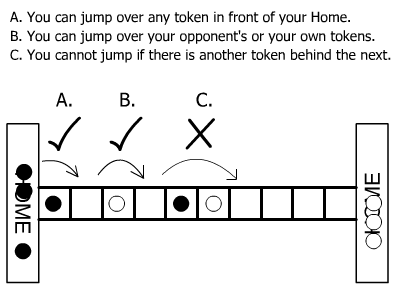 A. You can jump over any token in front of your Home.
B. You can jump over your opponent's or your own tokens.
C. You cannot jump if there is another token behind the next.
A. B. C.
HOME
HOME